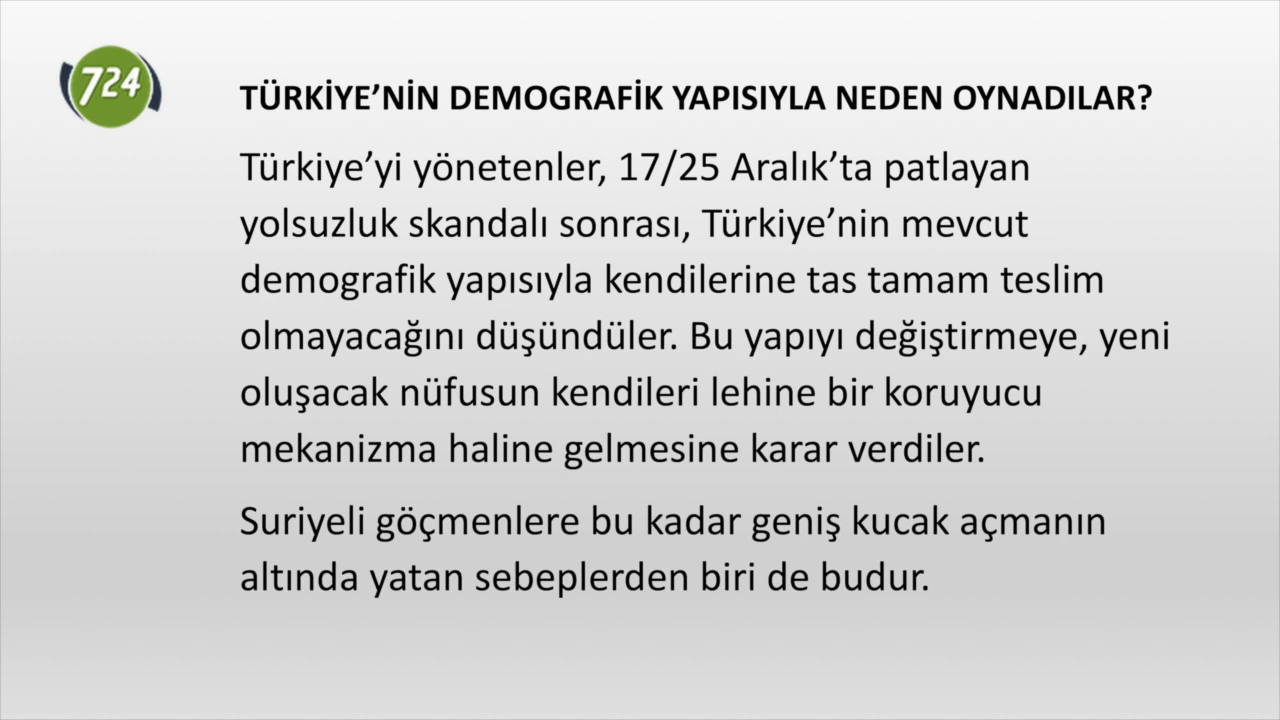 724
TÜRKİYE’NİN DEMOGRAFİK YAPISIYLA NEDEN OYNADILAR?
Türkiye’yi yönetenler, 17/25 Aralık’ta patlayan
yolsuzluk skandalı sonrası, Türkiye’nin mevcut
demografik yapısıyla kendilerine tas tamam teslim
olmayacağını düşündüler. Bu yapıyı değiştirmeye, yeni
oluşacak nüfusun kendileri lehine bir koruyucu
mekanizma haline gelmesine karar verdiler.
Suriyeli göçmenlere bu kadar geniş kucak açmanın
altında yatan sebeplerden biri de budur.